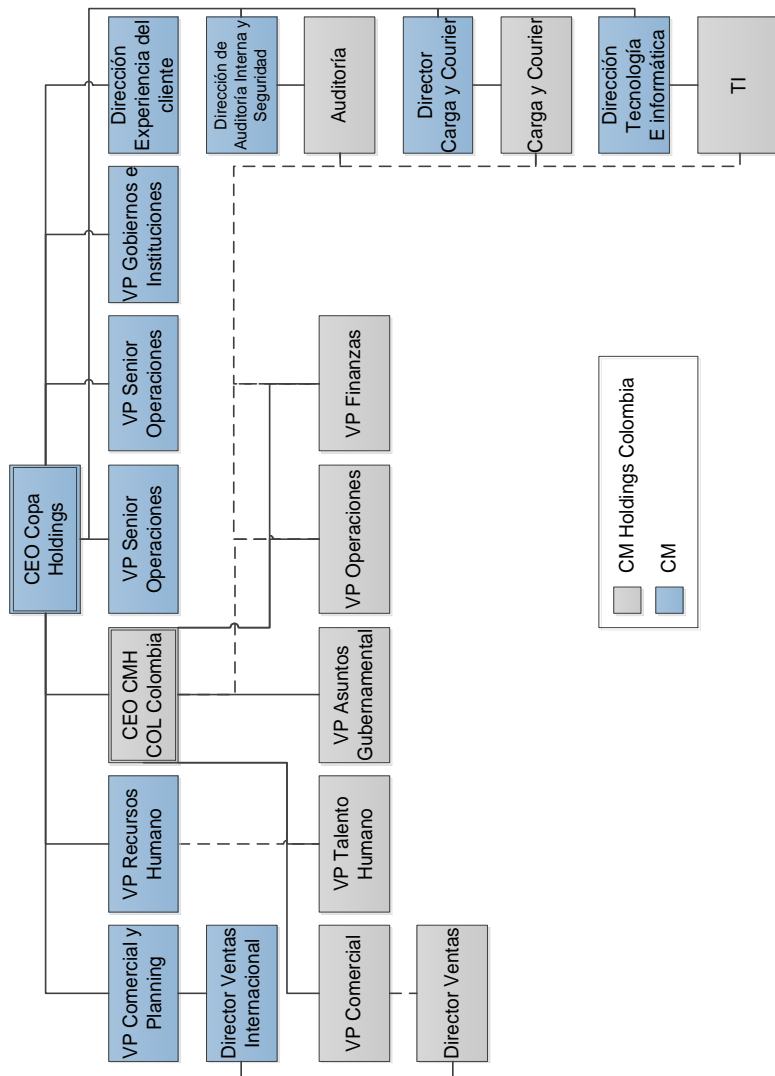 CEO Copa
Holdings
VP Comercial y
Planning
VP Recursos
Humano
CEO CMH
COL Colombia
VP Senior
Operaciones
VP Senior
Operaciones
VP Gobiernos e
Instituciones
Dirección
Experiencia del
cliente
Director Ventas
Internacional
Dirección de
Auditoría Interna y
Seguridad
VP Comercial
VP Talento
Humano
VP Asuntos
Gubernamental
VP Operaciones
VP Finanzas
Auditoría
Director Ventas
Director
Carga y Courier
Carga y Courier
Dirección
Tecnología
E informática
TI
CM Holdings Colombia
CM